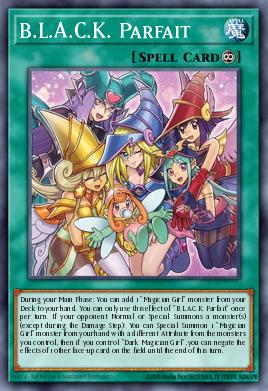 B.L.A.C.K. Parfait
魔
[Spell Card]
During your Main Phase: You can add 1 "Magician Girl" monster from your
Deck to your hand. You can only use this effect of "B.L.A.C.K. Parfait" once
per turn. If your opponent Normal or Special Summons a monster(s)
(except during the Damage Step): You can Special Summon 1 "Magician
Girl" monster from your hand with a different Attribute from the monsters
you control, then if you control "Dark Magician Girl", you can negate the
effects of 1 other face-up card on the field until the end of this turn.